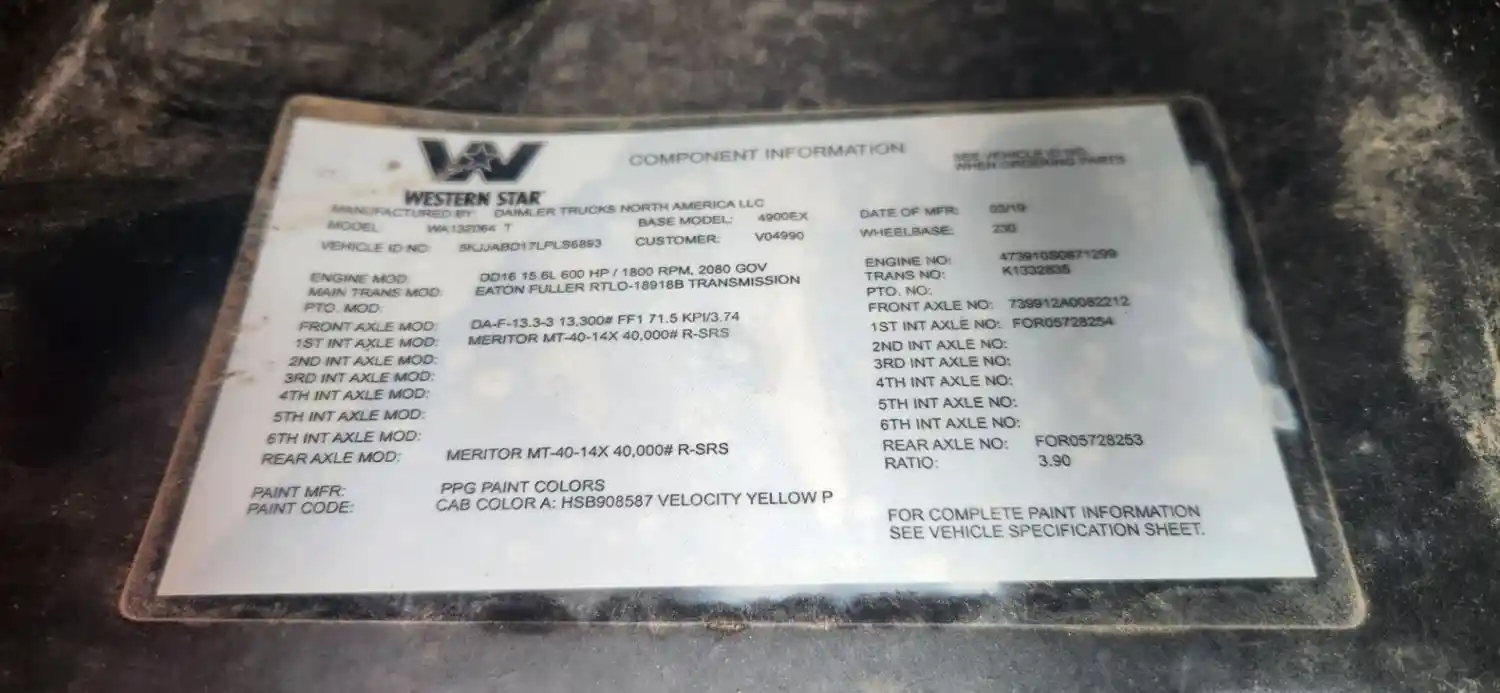 WESTERN STAR
COMPONENT INFORMATION
SEE VEHICLE ID NO.
WHEN ORDERING PARTS
MANUFACTURED BY: DAIMLER TRUCKS NORTH AMERICA LLC
MODEL: WA132064 T BASE MODEL: 4900EX
VEHICLE ID NO: 5KJJABD17LPLS6893 CUSTOMER: V04990
DATE OF MFR: 03/19
WHEELBASE: 230
ENGINE MOD: DD16 15.6L 600 HP / 1800 RPM, 2080 GOV
MAIN TRANS MOD: EATON FULLER RTLO-18918B TRANSMISSION
PTO. MOD:
FRONT AXLE MOD: DA-F-13.3-3 13,300# FF1 71.5 KPI/3.74
1ST INT AXLE MOD: MERITOR MT-40-14X 40,000# R-SRS
2ND INT AXLE MOD:
3RD INT AXLE MOD:
4TH INT AXLE MOD:
5TH INT AXLE MOD:
6TH INT AXLE MOD:
REAR AXLE MOD: MERITOR MT-40-14X 40,000# R-SRS
ENGINE NO: 473910S0671299
TRANS NO: K1332835
PTO. NO:
FRONT AXLE NO: 739912A0082212
1ST INT AXLE NO: FOR05728254
2ND INT AXLE NO:
3RD INT AXLE NO:
4TH INT AXLE NO:
5TH INT AXLE NO:
6TH INT AXLE NO:
REAR AXLE NO: FOR05728253
RATIO: 3.90
PAINT MFR: PPG PAINT COLORS
PAINT CODE: CAB COLOR A: HSB908587 VELOCITY YELLOW P
FOR COMPLETE PAINT INFORMATION
SEE VEHICLE SPECIFICATION SHEET.